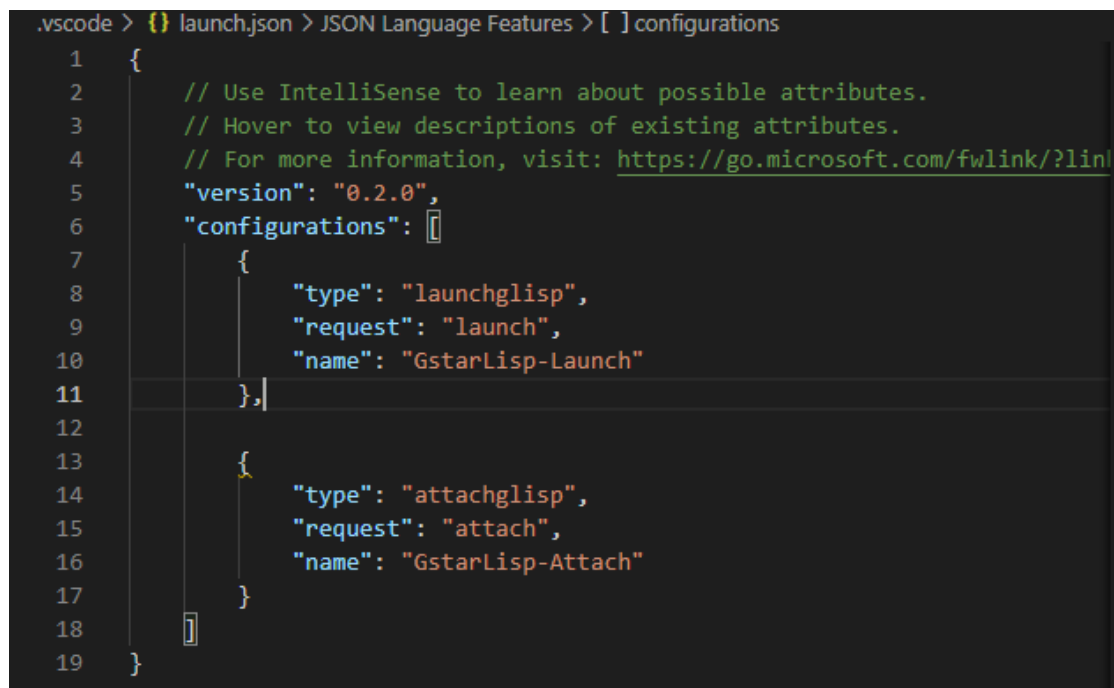 .vscode > {} launch.json > JSON Language Features > [ ] configurations
1 {
2 // Use IntelliSense to learn about possible attributes.
3 // Hover to view descriptions of existing attributes.
4 // For more information, visit: https://go.microsoft.com/fwlink/?lin
5 "version": "0.2.0",
6 "configurations": [
7 {
8 "type": "launchglisp",
9 "request": "launch",
10 "name": "GstarLisp-Launch"
11 },
12
13 {
14 "type": "attachglisp",
15 "request": "attach",
16 "name": "GstarLisp-Attach"
17 }
18 ]
19 }